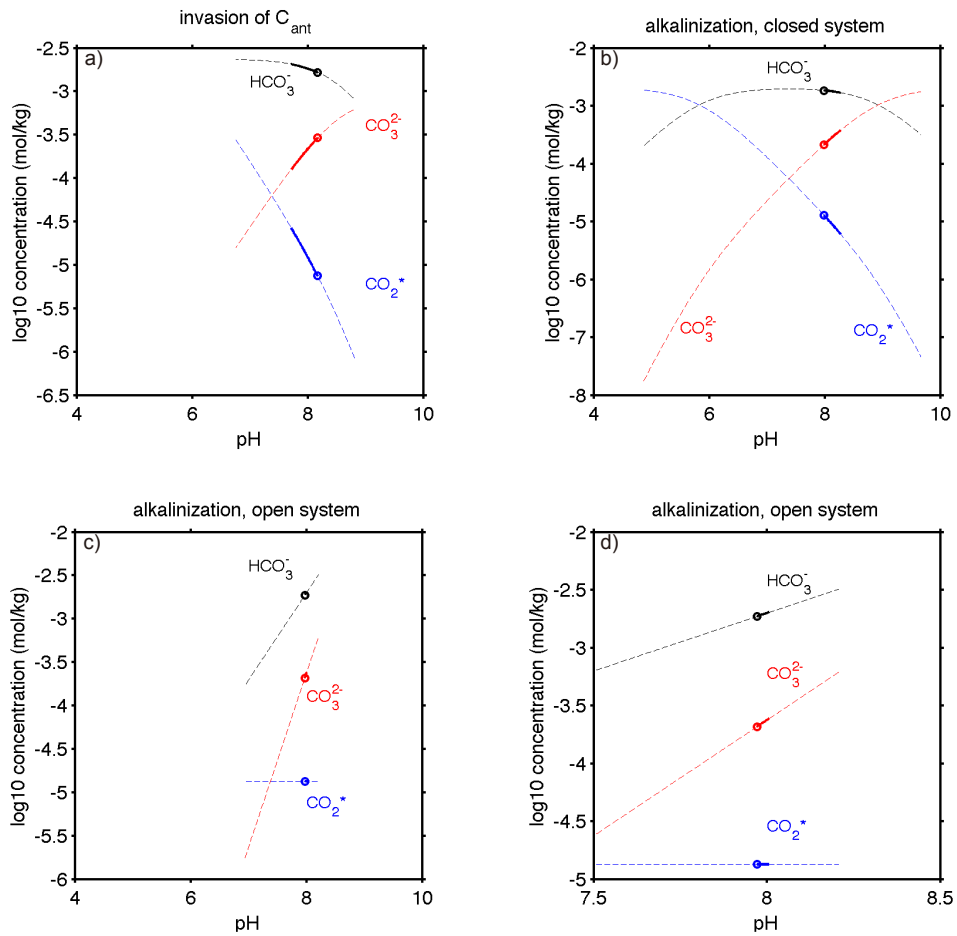 invasion of C_ant
a)
-2.5
-3
-3.5
-4
-4.5
-5
-5.5
-6
-6.5
log10 concentration (mol/kg)
HCO₃⁻
CO₃²⁻
CO₂*
4
6
8
10
pH
alkalinization, closed system
b)
-2
-3
-4
-5
-6
-7
-8
log10 concentration (mol/kg)
HCO₃⁻
CO₃²⁻
CO₂*
4
6
8
10
pH
alkalinization, open system
c)
-2
-2.5
-3
-3.5
-4
-4.5
-5
-5.5
-6
log10 concentration (mol/kg)
HCO₃⁻
CO₃²⁻
CO₂*
4
6
8
10
pH
alkalinization, open system
d)
-2
-2.5
-3
-3.5
-4
-4.5
-5
log10 concentration (mol/kg)
HCO₃⁻
CO₃²⁻
CO₂*
7.5
8
8.5
pH